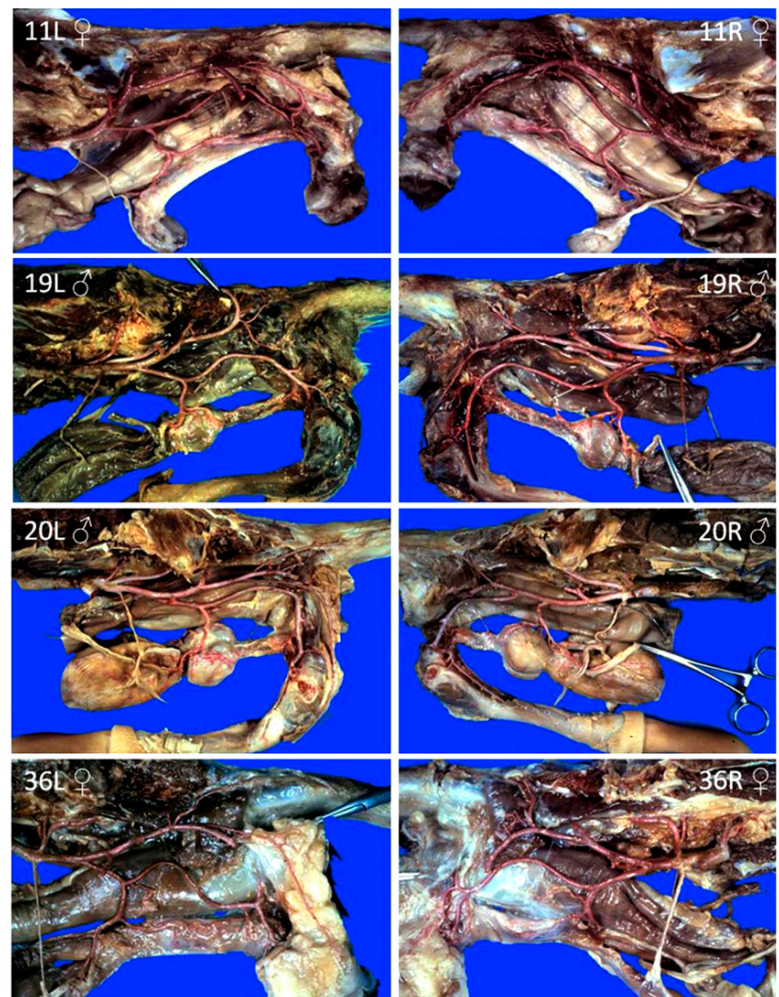 11L ♀
11R ♀
19L ♂
19R ♂
20L ♂
20R ♂
36L ♀
36R ♀